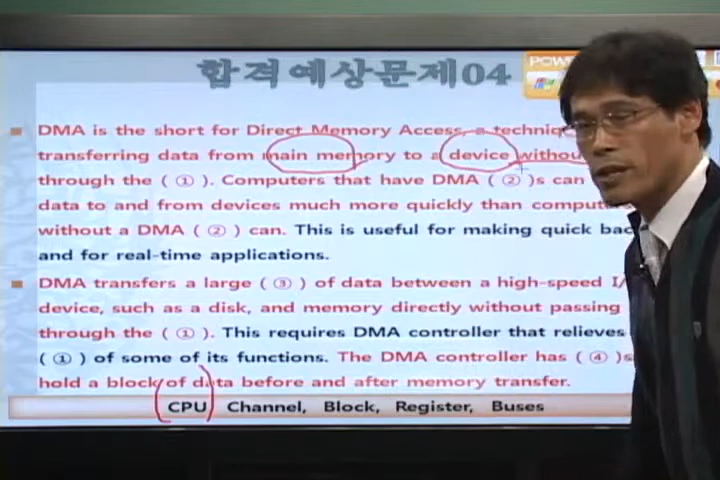 합격예상문제04
POW
DMA is the short for Direct Memory Access, a techniq
transferring data from main memory to a device withou
through the ( ① ). Computers that have DMA ( ② )s can
data to and from devices much more quickly than comput
without a DMA ( ② ) can. This is useful for making quick bac
and for real-time applications.
DMA transfers a large ( ③ ) of data between a high-speed I/
device, such as a disk, and memory directly without passing
through the ( ① ). This requires DMA controller that relieves
( ① ) of some of its functions. The DMA controller has ( ④ )s
hold a block of data before and after memory transfer.
CPU, Channel, Block, Register, Buses